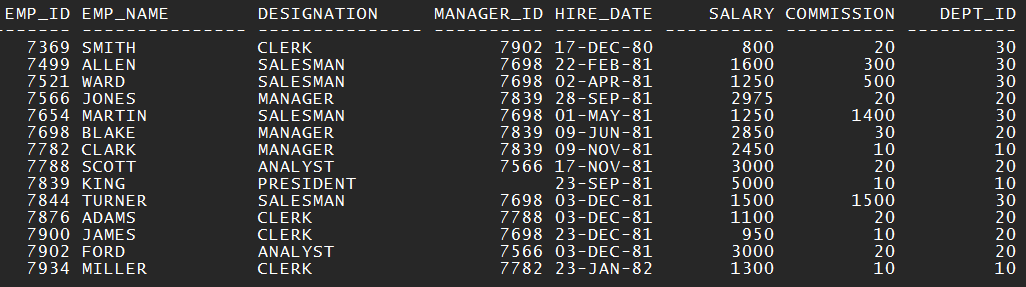 EMP_ID EMP_NAME DESIGNATION MANAGER_ID HIRE_DATE SALARY COMMISSION DEPT_ID
------- --------------- --------------- ---------- --------- ---------- ---------- ----------
7369 SMITH CLERK 7902 17-DEC-80 800 20 30
7499 ALLEN SALESMAN 7698 22-FEB-81 1600 300 30
7521 WARD SALESMAN 7698 02-APR-81 1250 500 30
7566 JONES MANAGER 7839 28-SEP-81 2975 20 20
7654 MARTIN SALESMAN 7698 01-MAY-81 1250 1400 30
7698 BLAKE MANAGER 7839 09-JUN-81 2850 30 20
7782 CLARK MANAGER 7839 09-NOV-81 2450 10 10
7788 SCOTT ANALYST 7566 17-NOV-81 3000 20 20
7839 KING PRESIDENT 23-SEP-81 5000 10 10
7844 TURNER SALESMAN 7698 03-DEC-81 1500 1500 30
7876 ADAMS CLERK 7788 03-DEC-81 1100 20 20
7900 JAMES CLERK 7698 23-DEC-81 950 10 20
7902 FORD ANALYST 7566 03-DEC-81 3000 20 20
7934 MILLER CLERK 7782 23-JAN-82 1300 10 10